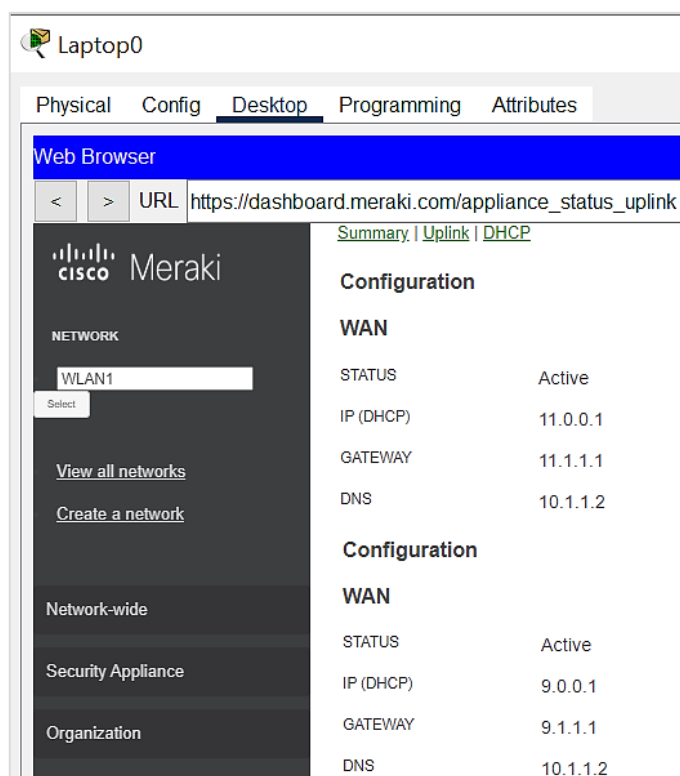 Laptop0
Physical Config Desktop Programming Attributes
Web Browser
< > URL https://dashboard.meraki.com/appliance_status_uplink
Summary | Uplink | DHCP
CISCO Meraki
Configuration
NETWORK
WAN
WLAN1
STATUS Active
Select
IP (DHCP) 11.0.0.1
GATEWAY 11.1.1.1
View all networks
DNS 10.1.1.2
Create a network
Configuration
WAN
Network-wide
STATUS Active
Security Appliance
IP (DHCP) 9.0.0.1
GATEWAY 9.1.1.1
Organization
DNS 10.1.1.2